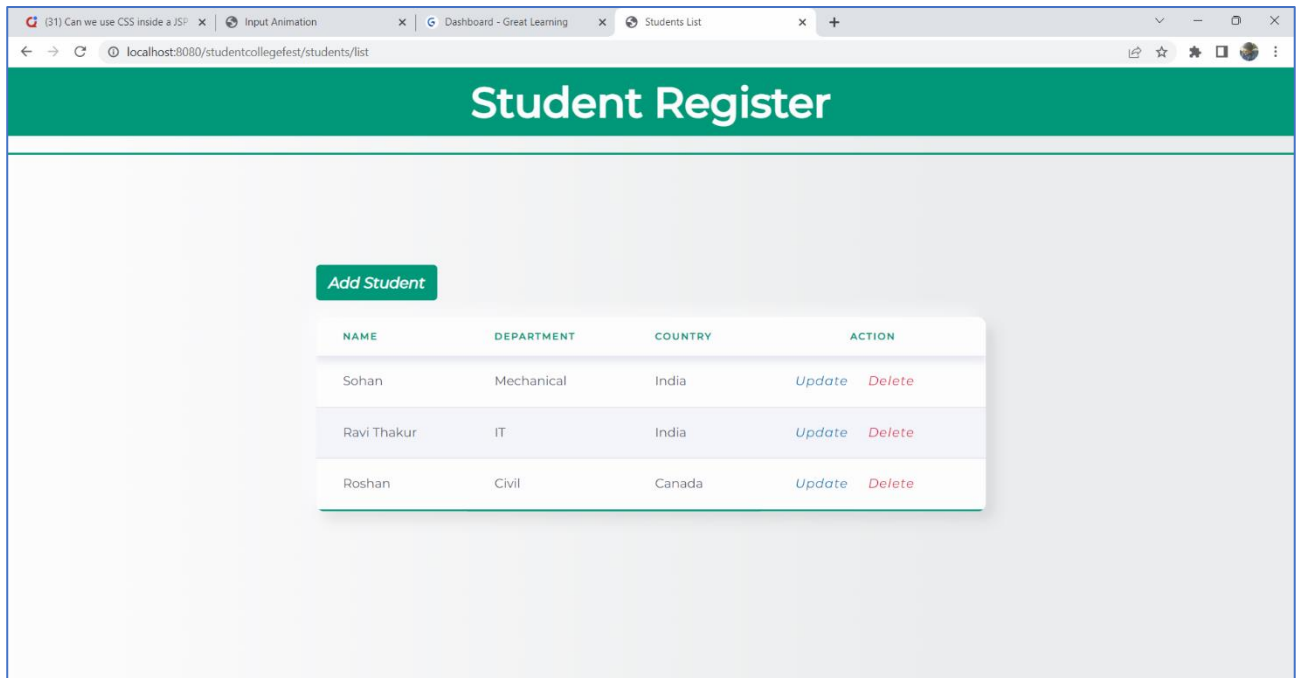 (31) Can we use CSS inside a JSP
Input Animation
Dashboard - Great Learning
Students List
localhost:8080/studentcollegefest/students/list
Student Register
Add Student
NAME DEPARTMENT COUNTRY ACTION
Sohan Mechanical India Update Delete
Ravi Thakur IT India Update Delete
Roshan Civil Canada Update Delete